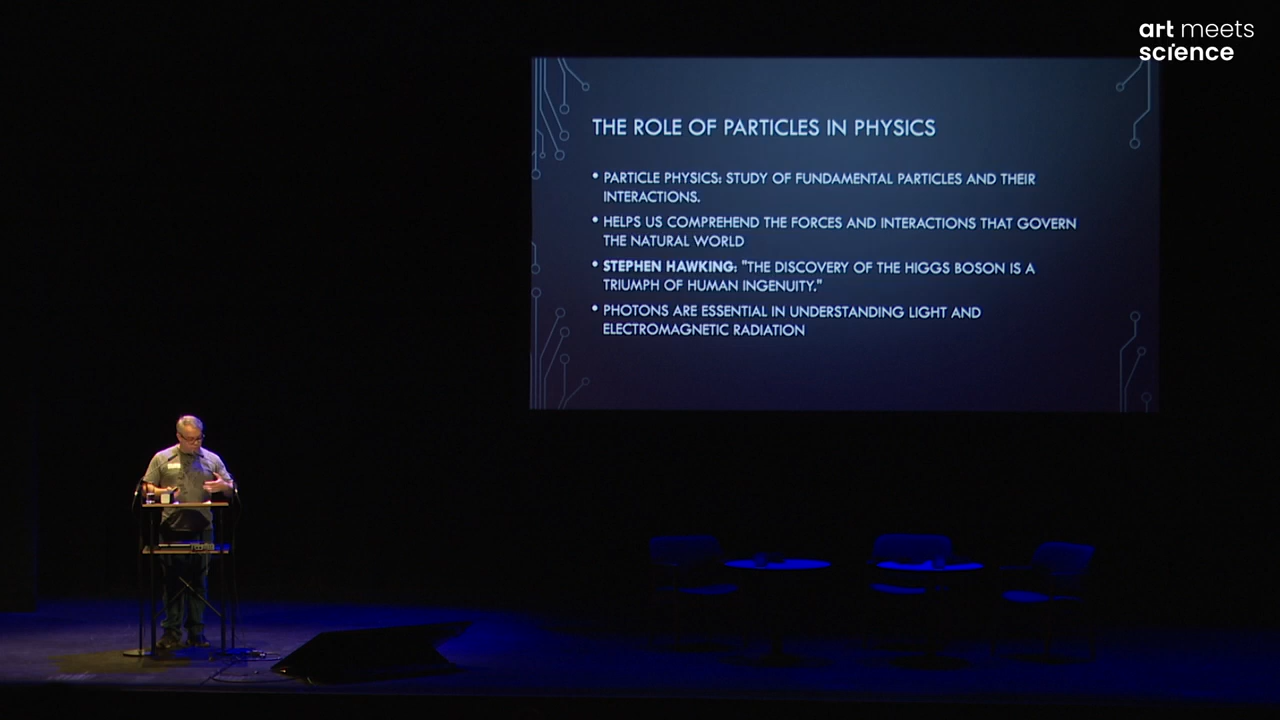 art meets
science
THE ROLE OF PARTICLES IN PHYSICS
• PARTICLE PHYSICS: STUDY OF FUNDAMENTAL PARTICLES AND THEIR
INTERACTIONS.
• HELPS US COMPREHEND THE FORCES AND INTERACTIONS THAT GOVERN
THE NATURAL WORLD
• STEPHEN HAWKING: "THE DISCOVERY OF THE HIGGS BOSON IS A
TRIUMPH OF HUMAN INGENUITY."
• PHOTONS ARE ESSENTIAL IN UNDERSTANDING LIGHT AND
ELECTROMAGNETIC RADIATION